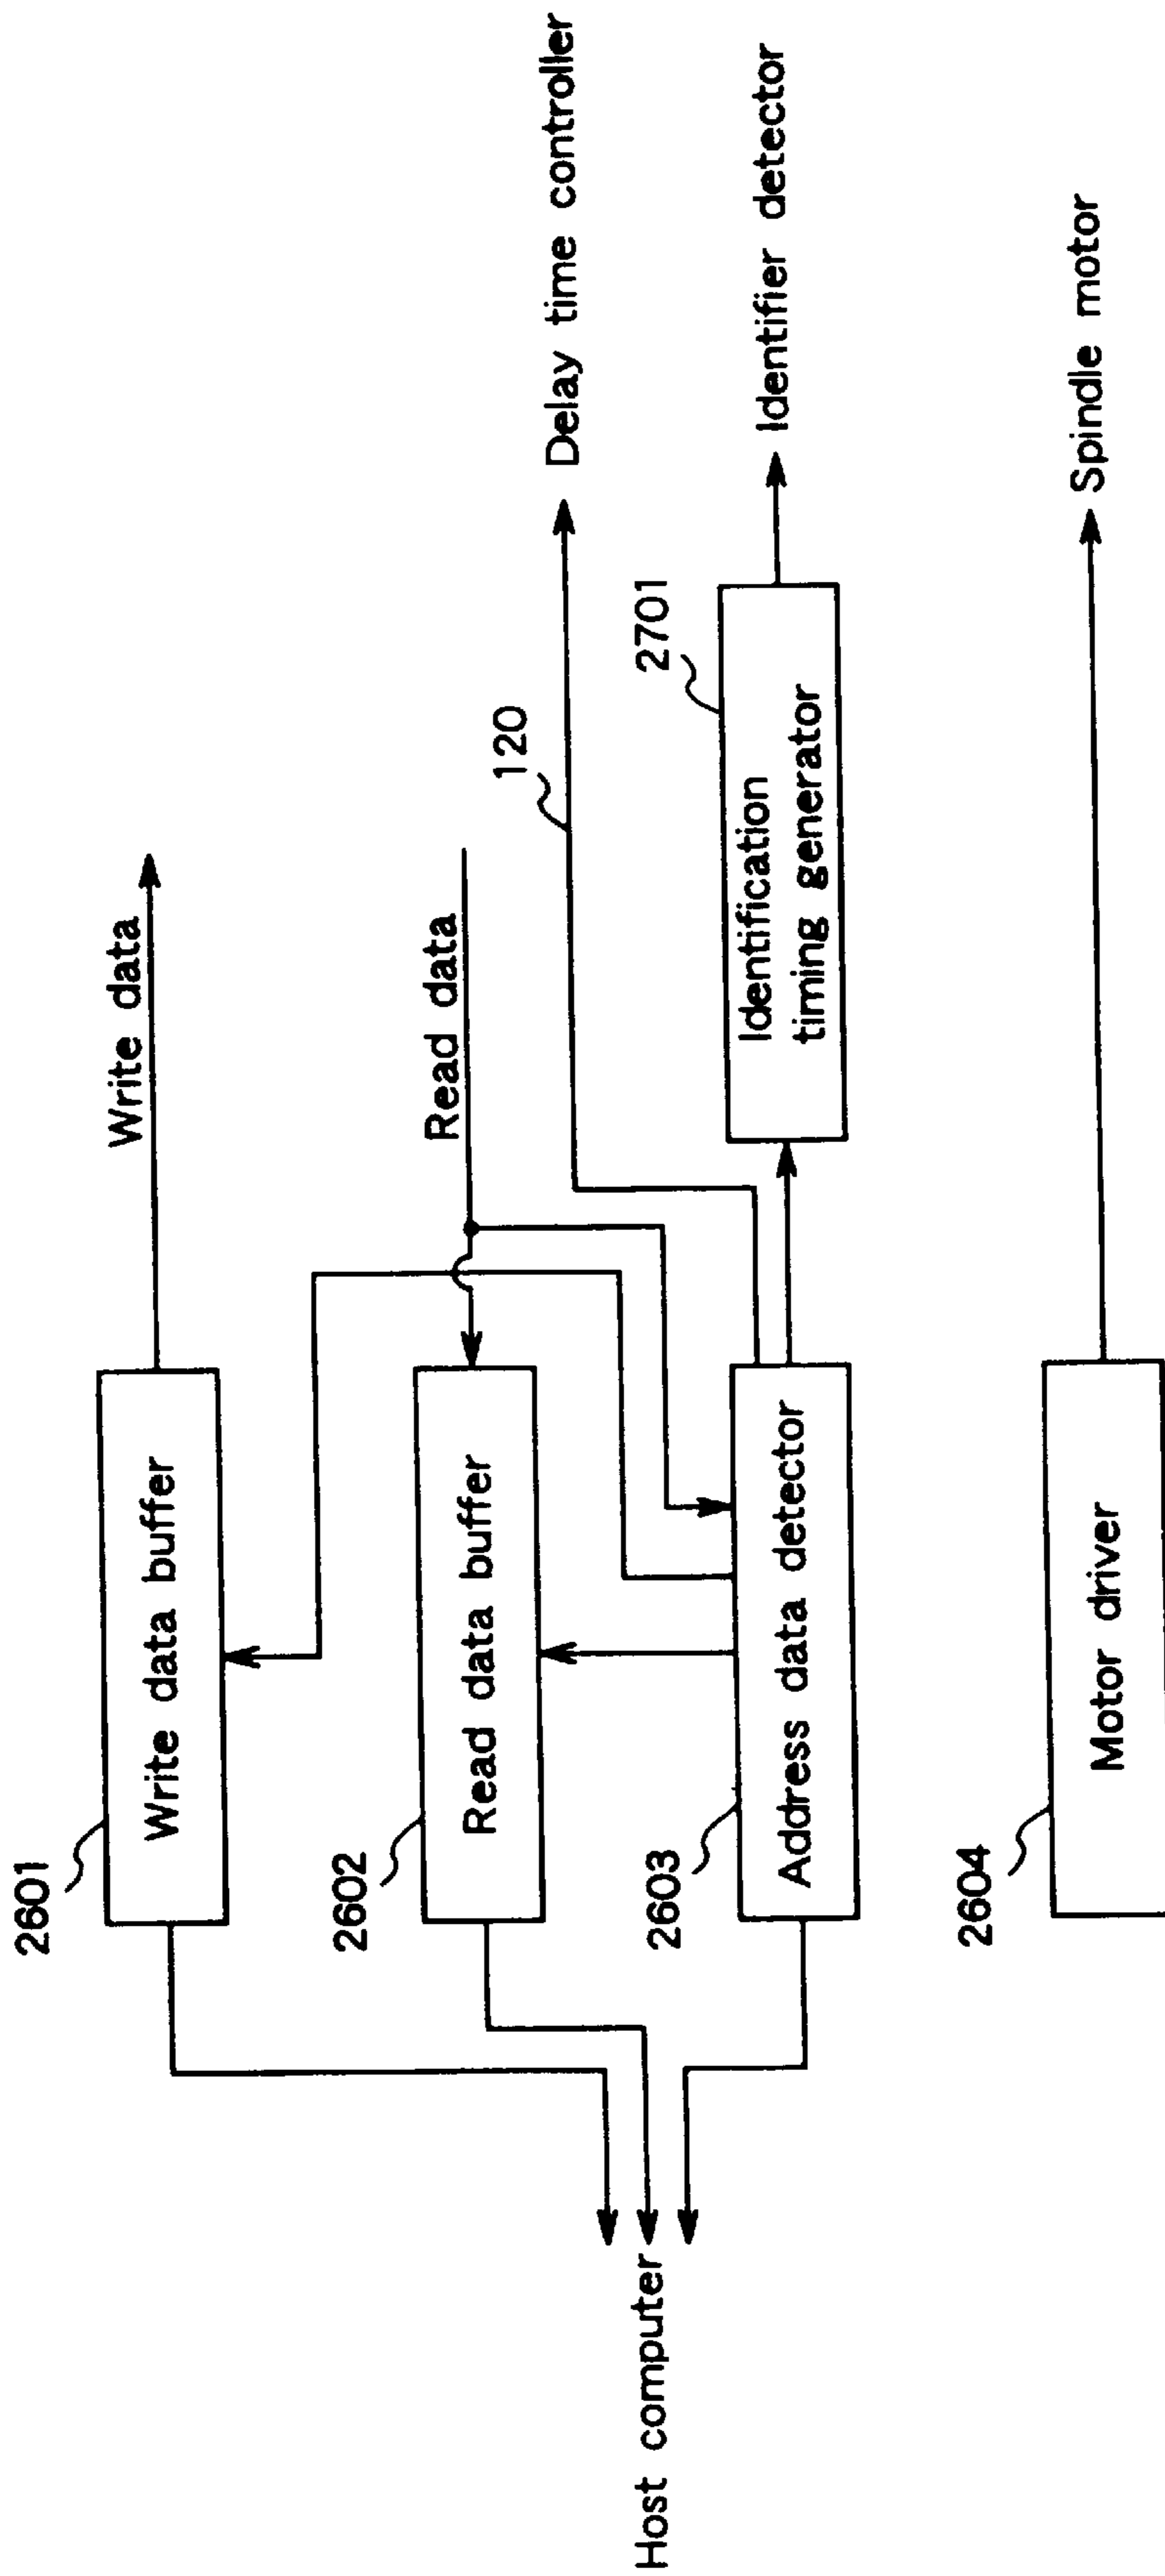 2601
Write data buffer
Write data
2602
Read data buffer
Read data
120
Delay time controller
Host computer
2603
Address data detector
2701
Identification
timing generator
Identifier detector
2604
Motor driver
Spindle motor